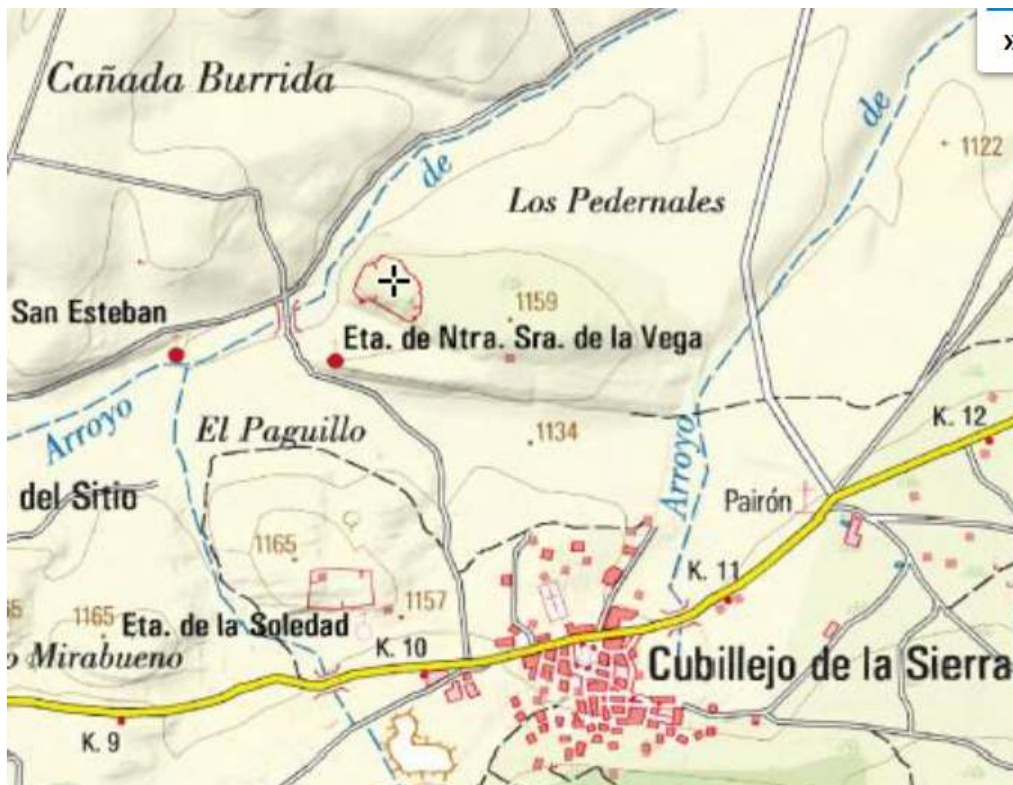 »
Cañada Burrida
de
de
1122
Los Pedernales
San Esteban
1159
Eta. de Ntra. Sra. de la Vega
Arroyo
El Paguillo
1134
Arroyo
K. 12
del Sitio
Pairón
1165
K. 11
1165
1157
Eta. de la Soledad
K. 10
Mirabueno
Cubillejo de la Sierra
K. 9